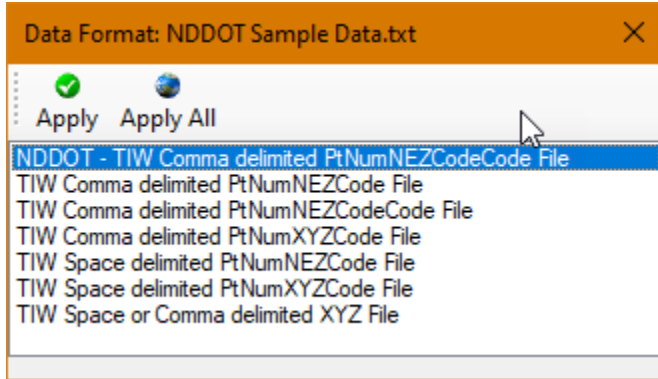 Data Format: NDDOT Sample Data.txt
Apply Apply All
NDDOT - TIW Comma delimited PtNumNEZCodeCode File
TIW Comma delimited PtNumNEZCode File
TIW Comma delimited PtNumNEZCodeCode File
TIW Comma delimited PtNumXYZCode File
TIW Space delimited PtNumNEZCode File
TIW Space delimited PtNumXYZCode File
TIW Space or Comma delimited XYZ File